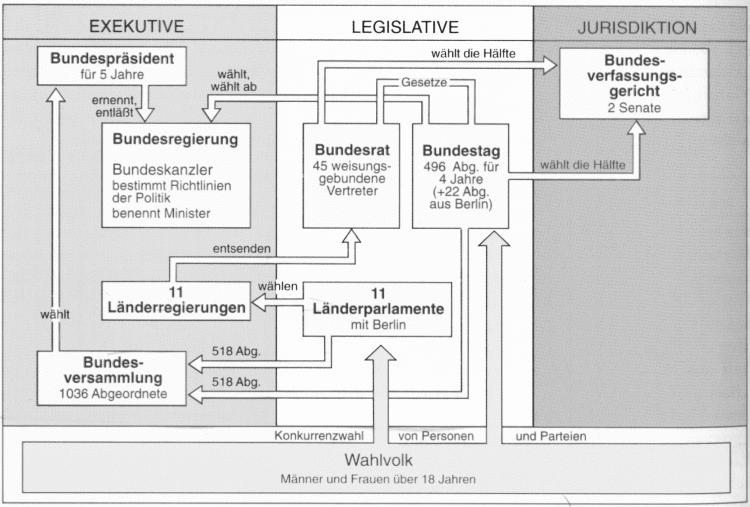 EXEKUTIVE
LEGISLATIVE
JURISDIKTION
Bundespräsident
für 5 Jahre
ernennt,
entläßt
wählt,
wählt ab
Gesetze
wählt die Hälfte
Bundes-
verfassungs-
gericht
2 Senate
Bundesregierung
Bundeskanzler
bestimmt Richtlinien
der Politik
benennt Minister
Bundesrat
45 weisungs-
gebundene
Vertreter
Bundestag
496 Abg. für
4 Jahre
(+22 Abg.
aus Berlin)
wählt die Hälfte
entsenden
11
Länderregierungen
wählen
11
Länderparlamente
mit Berlin
wählt
Bundes-
versammlung
1036 Abgeordnete
518 Abg.
518 Abg.
Konkurrenzwahl von Personen und Parteien
Wahlvolk
Männer und Frauen über 18 Jahren